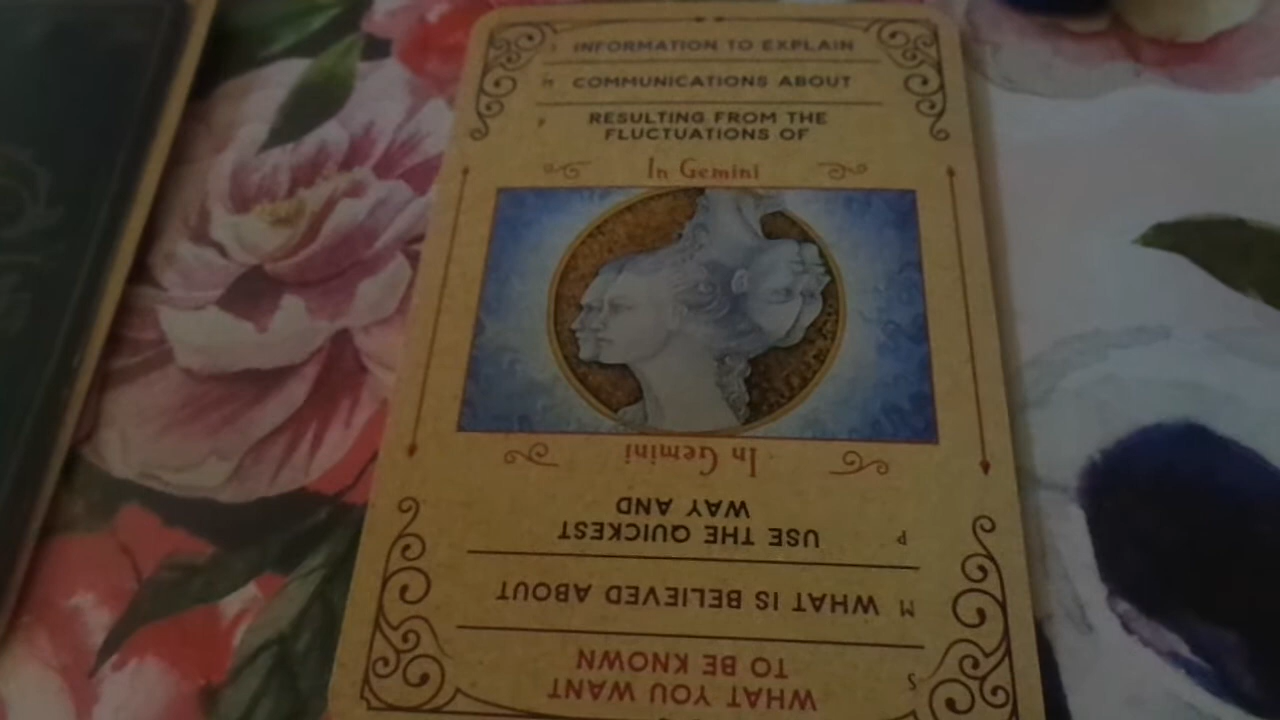 S INFORMATION TO EXPLAIN
M COMMUNICATIONS ABOUT
P RESULTING FROM THE
FLUCTUATIONS OF
In Gemini
In Gemini
WHAT YOU WANT
TO BE KNOWN
S
M WHAT IS BELIEVED ABOUT
P USE THE QUICKEST
WAY AND